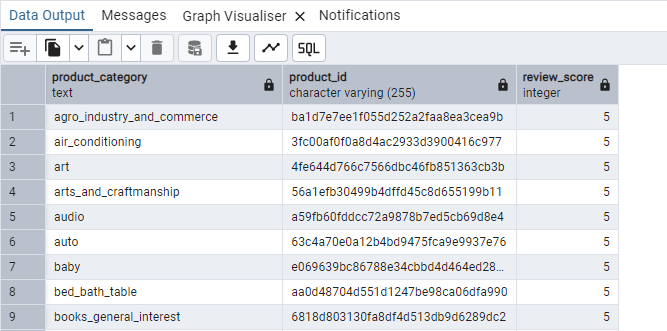 Data Output Messages Graph Visualiser Notifications
SQL
product_category product_id review_score
text character varying (255) integer
1 agro_industry_and_commerce ba1d7e7ee1f055d252a2faa8ea3cea9b 5
2 air_conditioning 3fc00af0f0a8d4ac2933d3900416c977 5
3 art 4fe644d766c7566dbc46fb851363cb3b 5
4 arts_and_craftmanship 56a1efb30499b4dffd45c8d655199b11 5
5 audio a59fb60fddcc72a9878b7ed5cb69d8e4 5
6 auto 63c4a70e0a12b4bd9475fca9e9937e76 5
7 baby e069639bc86788e34cbbd4d464ed28... 5
8 bed_bath_table aa0d48704d551d1247be98ca06dfa990 5
9 books_general_interest 6818d803130fa8df4d513db9d6289dc2 5